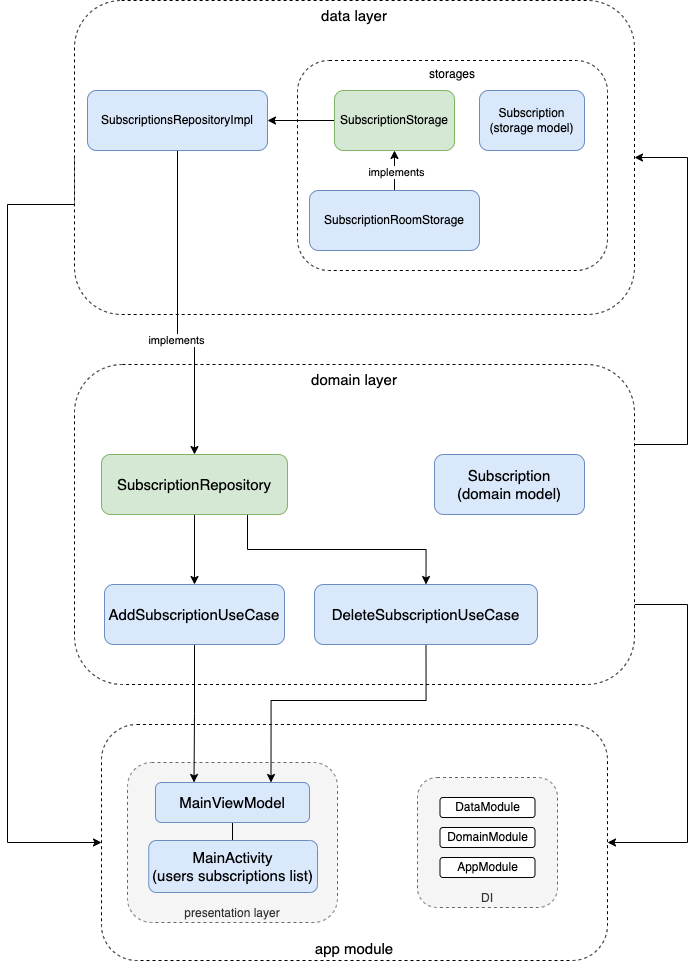 data layer
storages
SubscriptionsRepositoryImpl
SubscriptionStorage
Subscription
(storage model)
implements
SubscriptionRoomStorage
implements
domain layer
SubscriptionRepository
Subscription
(domain model)
AddSubscriptionUseCase
DeleteSubscriptionUseCase
MainViewModel
DataModule
DomainModule
MainActivity
(users subscriptions list)
AppModule
DI
presentation layer
app module